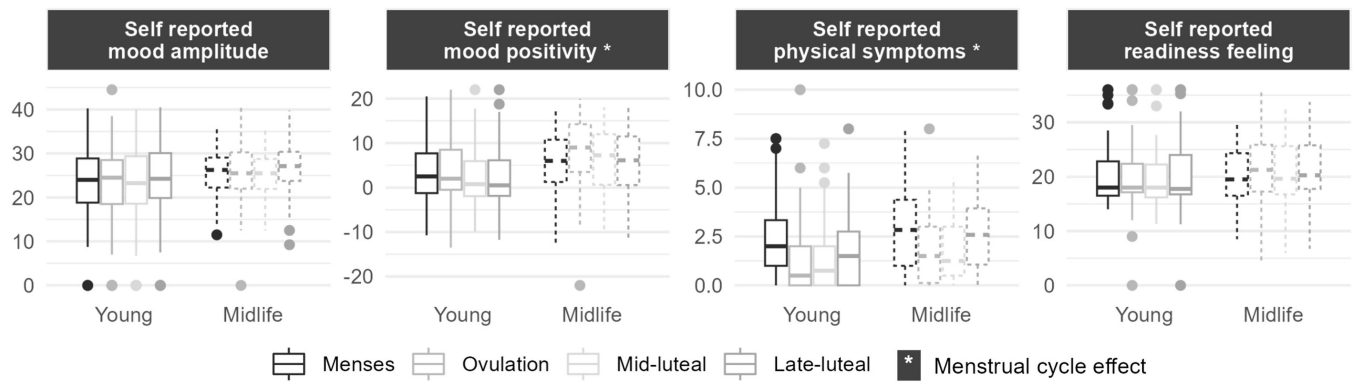 Self reported
mood amplitude
Self reported
mood positivity *
Self reported
physical symptoms *
Self reported
readiness feeling
40
30
20
10
0
Young Midlife
20
10
0
-10
-20
Young Midlife
10.0
7.5
5.0
2.5
0.0
Young Midlife
30
20
10
0
Young Midlife
Menses Ovulation Mid-luteal Late-luteal * Menstrual cycle effect